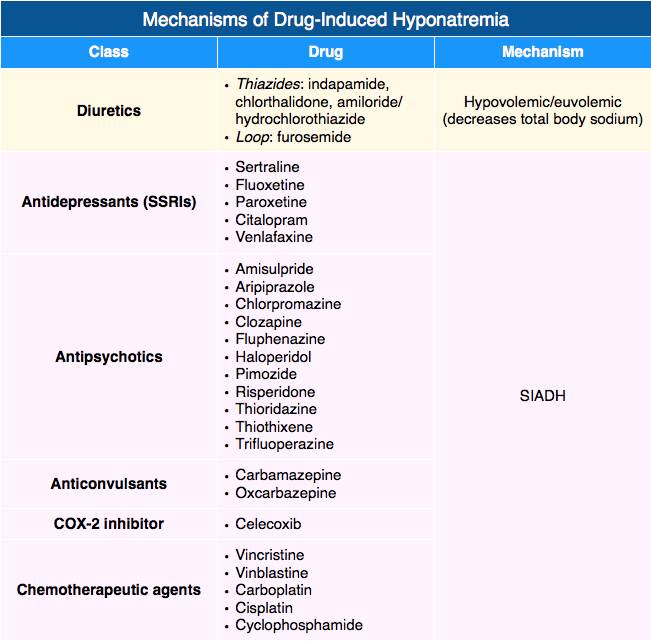 Mechanisms of Drug-Induced Hyponatremia
Class
Drug
Mechanism
Diuretics
• Thiazides: indapamide,
chlorthalidone, amiloride/
hydrochlorothiazide
• Loop: furosemide
Hypovolemic/euvolemic
(decreases total body sodium)
Antidepressants (SSRIs)
• Sertraline
• Fluoxetine
• Paroxetine
• Citalopram
• Venlafaxine
Antipsychotics
• Amisulpride
• Aripiprazole
• Chlorpromazine
• Clozapine
• Fluphenazine
• Haloperidol
• Pimozide
• Risperidone
• Thioridazine
• Thiothixene
• Trifluoperazine
SIADH
Anticonvulsants
• Carbamazepine
• Oxcarbazepine
COX-2 inhibitor
• Celecoxib
Chemotherapeutic agents
• Vincristine
• Vinblastine
• Carboplatin
• Cisplatin
• Cyclophosphamide